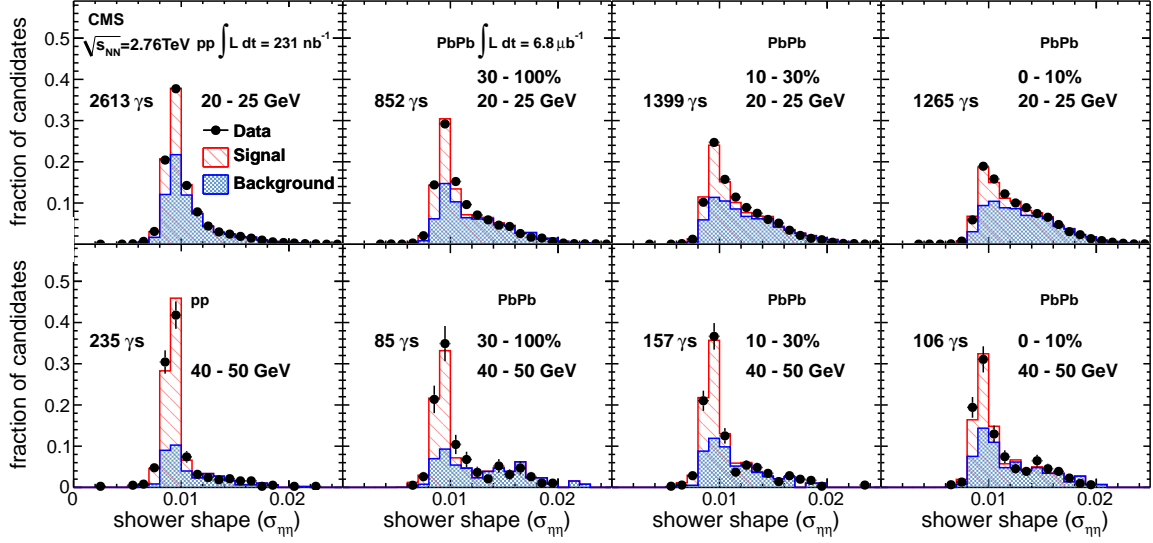 CMS
√s_NN=2.76TeV pp ∫L dt = 231 nb⁻¹
2613 γs 20 - 25 GeV
Data
Signal
Background
PbPb ∫L dt = 6.8 μb⁻¹
30 - 100%
852 γs 20 - 25 GeV
PbPb
10 - 30%
1399 γs 20 - 25 GeV
PbPb
0 - 10%
1265 γs 20 - 25 GeV
fraction of candidates
0.5
0.4
0.3
0.2
0.1
pp
235 γs
40 - 50 GeV
PbPb
85 γs 30 - 100%
40 - 50 GeV
PbPb
157 γs 10 - 30%
40 - 50 GeV
PbPb
106 γs 0 - 10%
40 - 50 GeV
fraction of candidates
0.5
0.4
0.3
0.2
0.1
0
0.01 0.02 0.01 0.02 0.01 0.02 0.01 0.02
shower shape (σ_ηη) shower shape (σ_ηη) shower shape (σ_ηη) shower shape (σ_ηη)